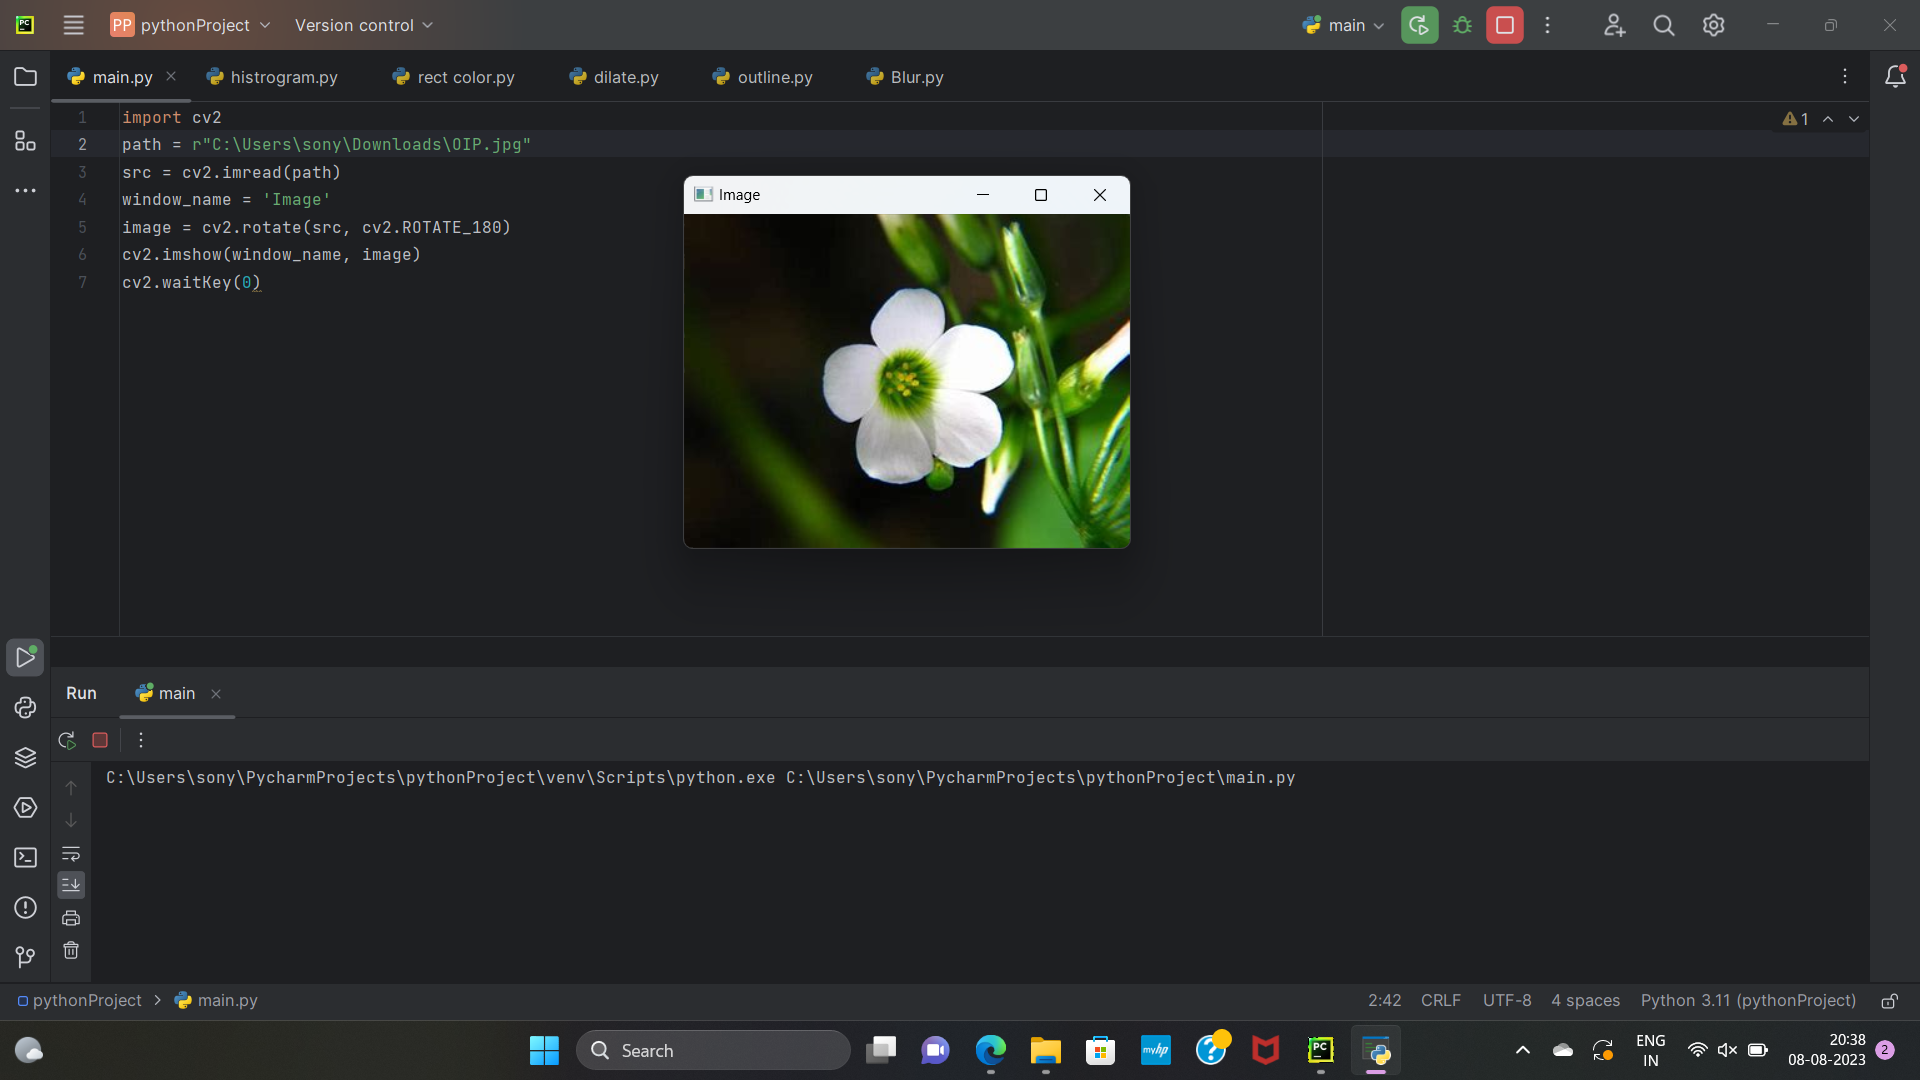 PC
PP pythonProject Version control main
main.py histrogram.py rect color.py dilate.py outline.py Blur.py
1 import cv2
2 path = r"C:\Users\sony\Downloads\OIP.jpg"
3 src = cv2.imread(path)
4 window_name = 'Image'
5 image = cv2.rotate(src, cv2.ROTATE_180)
6 cv2.imshow(window_name, image)
7 cv2.waitKey(0)
1
Image
Run main
C:\Users\sony\PycharmProjects\pythonProject\venv\Scripts\python.exe C:\Users\sony\PycharmProjects\pythonProject\main.py
pythonProject > main.py 2:42 CRLF UTF-8 4 spaces Python 3.11 (pythonProject)
Search
myhp
?
PC
ENG
IN
20:38
08-08-2023
2